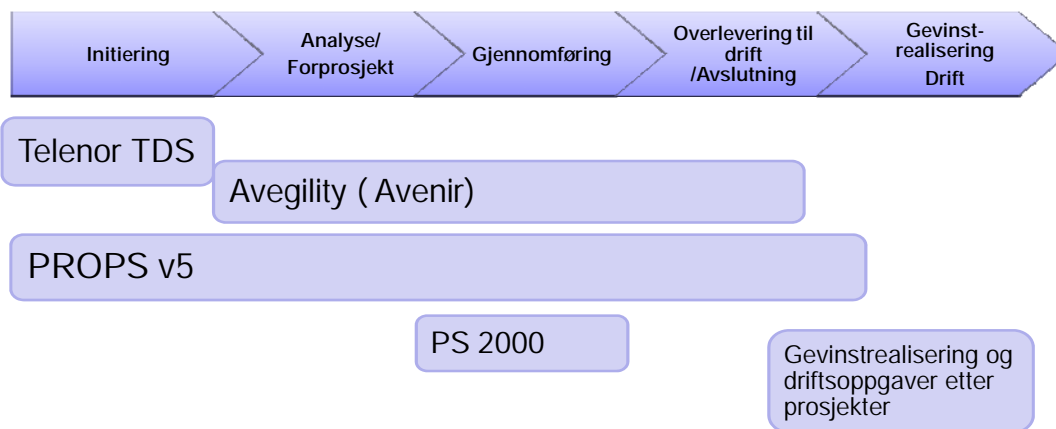 Initiering
Analyse/
Forprosjekt
Gjennomføring
Overlevering til
drift
/Avslutning
Gevinst-
realisering
Drift
Telenor TDS
Avegility ( Avenir)
PROPS v5
PS 2000
Gevinstrealisering og
driftsoppgaver etter
prosjekter